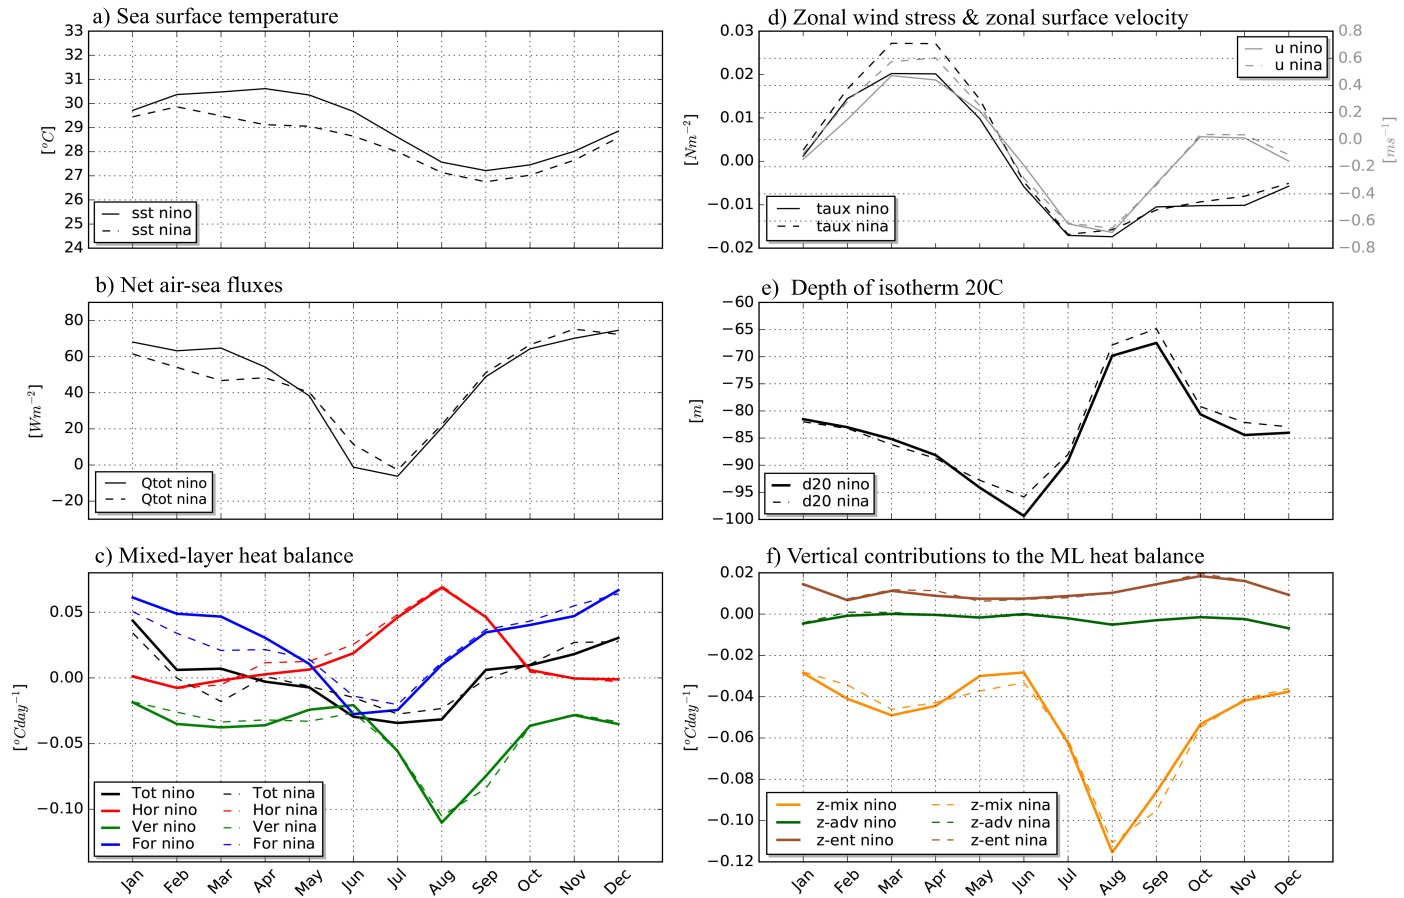 a) Sea surface temperature
33
32
31
30
29
28
27
26
25
24
[°C]
sst nino
sst nina
d) Zonal wind stress & zonal surface velocity
0.03
0.02
0.01
0.00
−0.01
−0.02
[Nm⁻²]
0.8
0.6
0.4
0.2
0.0
−0.2
−0.4
−0.6
−0.8
[ms⁻¹]
u nino
u nina
taux nino
taux nina
b) Net air-sea fluxes
80
60
40
20
0
−20
[Wm⁻²]
Qtot nino
Qtot nina
e) Depth of isotherm 20C
−60
−65
−70
−75
−80
−85
−90
−95
−100
[m]
d20 nino
d20 nina
c) Mixed-layer heat balance
0.05
0.00
−0.05
−0.10
[°Cday⁻¹]
Tot nino Tot nina
Hor nino Hor nina
Ver nino Ver nina
For nino For nina
Jan Feb Mar Apr May Jun Jul Aug Sep Oct Nov Dec
f) Vertical contributions to the ML heat balance
0.02
0.00
−0.02
−0.04
−0.06
−0.08
−0.10
−0.12
[°Cday⁻¹]
z-mix nino z-mix nina
z-adv nino z-adv nina
z-ent nino z-ent nina
Jan Feb Mar Apr May Jun Jul Aug Sep Oct Nov Dec